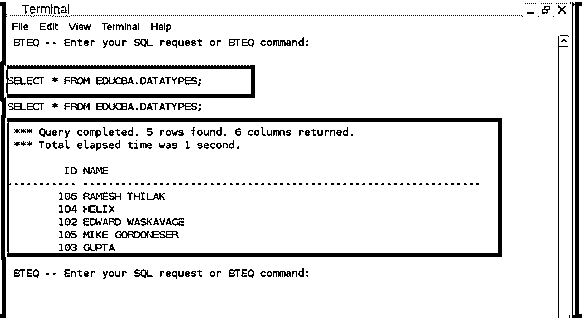 Terminal
File Edit View Terminal Help
BTEQ -- Enter your SQL request or BTEQ command:
SELECT * FROM EDUCBA.DATATYPES;
SELECT * FROM EDUCBA.DATATYPES;
*** Query completed. 5 rows found. 6 columns returned.
*** Total elapsed time was 1 second.
ID NAME
----------- --------------------------------------------------------------
106 RAMESH THILAK
104 HELIX
102 EDWARD WASKAVAGE
105 MIKE GORDONESER
103 GUPTA
BTEQ -- Enter your SQL request or BTEQ command: